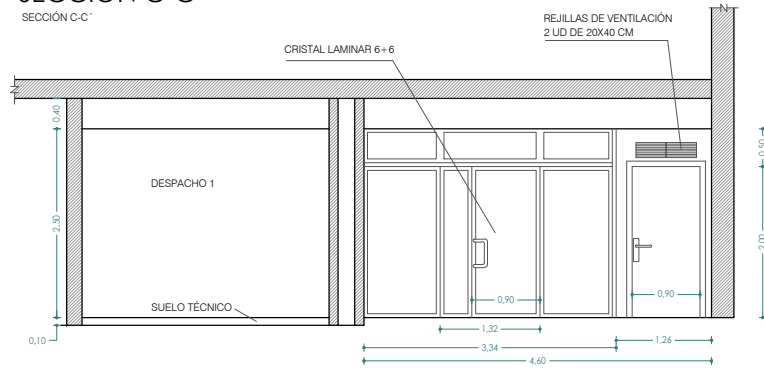 SECCIÓN C-C´
REJILLAS DE VENTILACIÓN
2 UD DE 20X40 CM
CRISTAL LAMINAR 6+6
0,40
0,50
DESPACHO 1
2,50
2,00
0,90
0,90
SUELO TÉCNICO
0,10
1,32
1,26
3,34
4,60